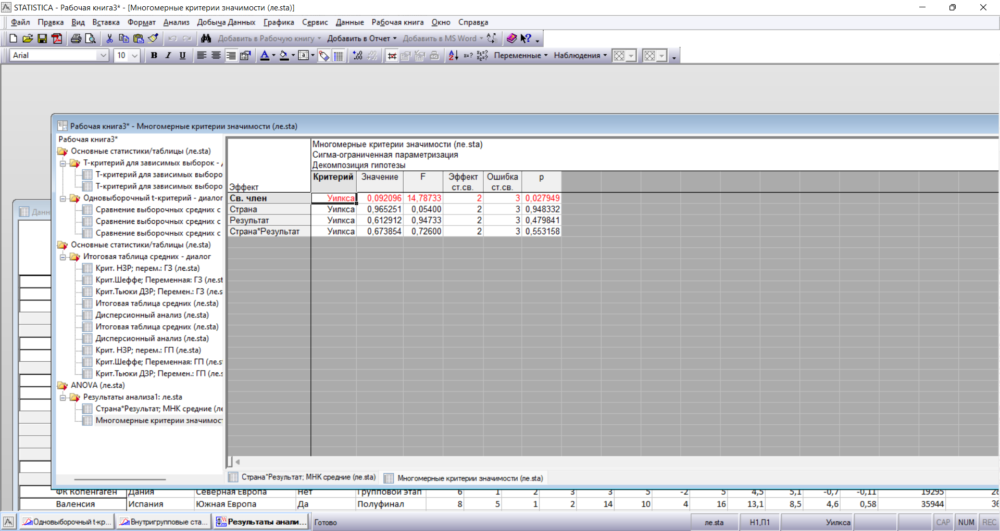 STATISTICA - Рабочая книга3* - [Многомерные критерии значимости (ле.sta)]
Файл Правка Вид Вставка Формат Анализ Добыча Данных Графика Сервис Данные Рабочая книга Окно Справка
Добавить в Рабочую книгу Добавить в Отчет Добавить в MS Word
Arial 10 B I U Переменные Наблюдения
Рабочая книга3* - Многомерные критерии значимости (ле.sta)
Рабочая книга3*
Основные статистики/таблицы (ле.sta)
Т-критерий для зависимых выборок -
Т-критерий для зависимых выборо
Т-критерий для зависимых выборо
Одновыборочный t-критерий - диалог
Сравнение выборочных средних с
Сравнение выборочных средних с
Сравнение выборочных средних с
Основные статистики/таблицы (ле.sta)
Итоговая таблица средних - диалог
Крит. НЗР; перем.: ГЗ (ле.sta)
Крит.Шеффе; Переменная: ГЗ (ле.st
Крит.Тьюки ДЗР; Перемен.: ГЗ (ле.s
Итоговая таблица средних (ле.sta)
Дисперсионный анализ (ле.sta)
Итоговая таблица средних (ле.sta)
Дисперсионный анализ (ле.sta)
Крит. НЗР; перем.: ГП (ле.sta)
Крит.Шеффе; Переменная: ГП (ле.s
Крит.Тьюки ДЗР; Перемен.: ГП (ле.s
ANOVA (ле.sta)
Результаты анализа1: ле.sta
Страна*Результат; МНК средние (ле
Многомерные критерии значимост
Данн
Многомерные критерии значимости (ле.sta)
Сигма-ограниченная параметризация
Декомпозиция гипотезы
Эффект Критерий Значение F Эффект ст.св. Ошибка ст.св. p
Св. член Уилкса 0,092096 14,78733 2 3 0,027949
Страна Уилкса 0,965251 0,05400 2 3 0,948332
Результат Уилкса 0,612912 0,94733 2 3 0,479841
Страна*Результат Уилкса 0,673854 0,72600 2 3 0,553158
Страна*Результат; МНК средние (ле.sta) Многомерные критерии значимости (ле.sta)
ФК Копенгаген Дания Северная Европа Нет Групповой этап 6 1 2 3 3 5 -2 5 4,5 5,1 -0,7 -0,11 19295
Валенсия Испания Южная Европа Да Полуфинал 8 5 1 2 14 10 4 16 13,1 8,5 4,6 0,58 35944
Одновыборочный t-кр... Внутригрупповые ста... Результаты анали... Готово ле.sta Н1,П1 Уилкса CAP NUM REC